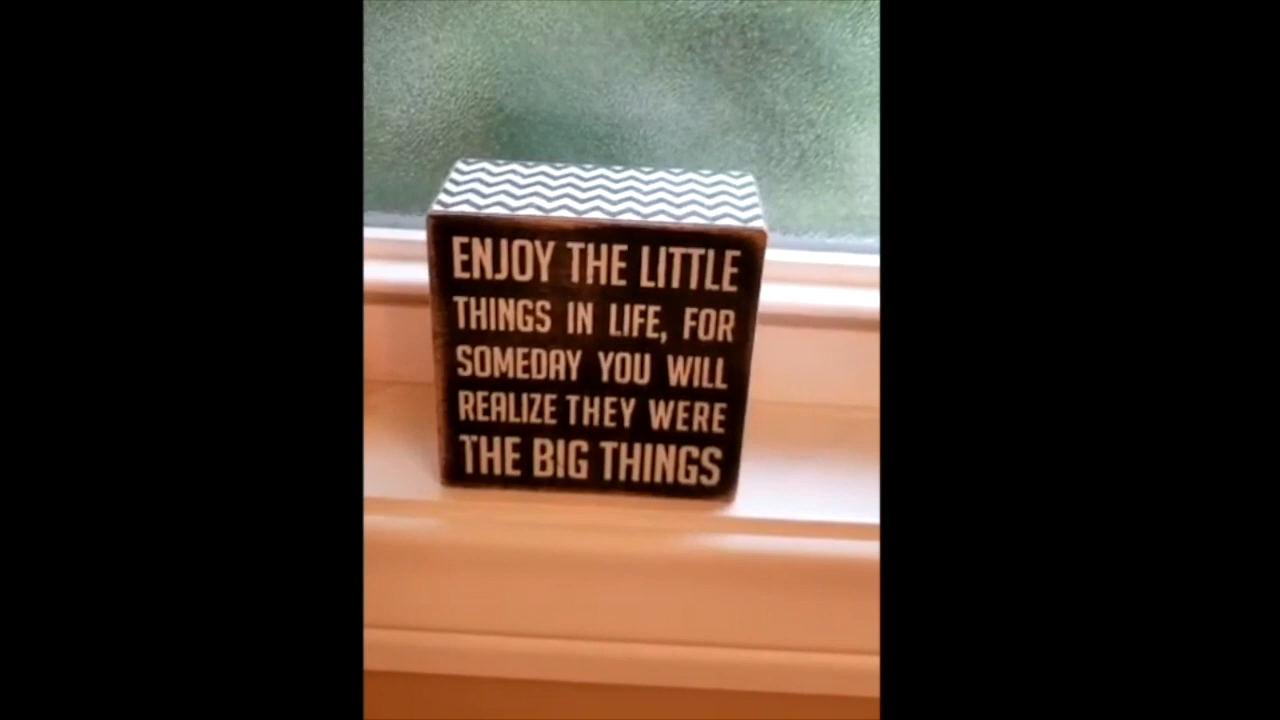 ENJOY THE LITTLE
THINGS IN LIFE, FOR
SOMEDAY YOU WILL
REALIZE THEY WERE
THE BIG THINGS